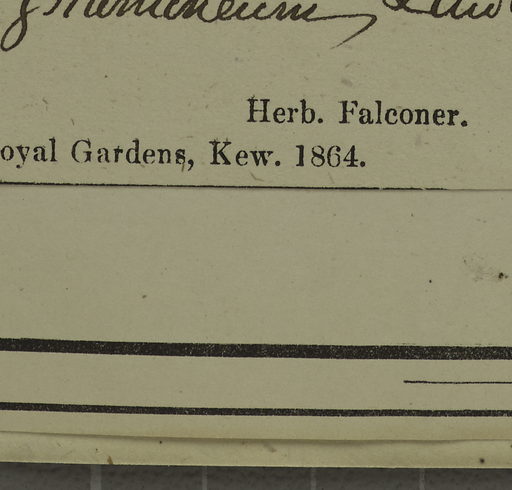 Herb. Falconer.
oyal Gardens, Kew. 1864.